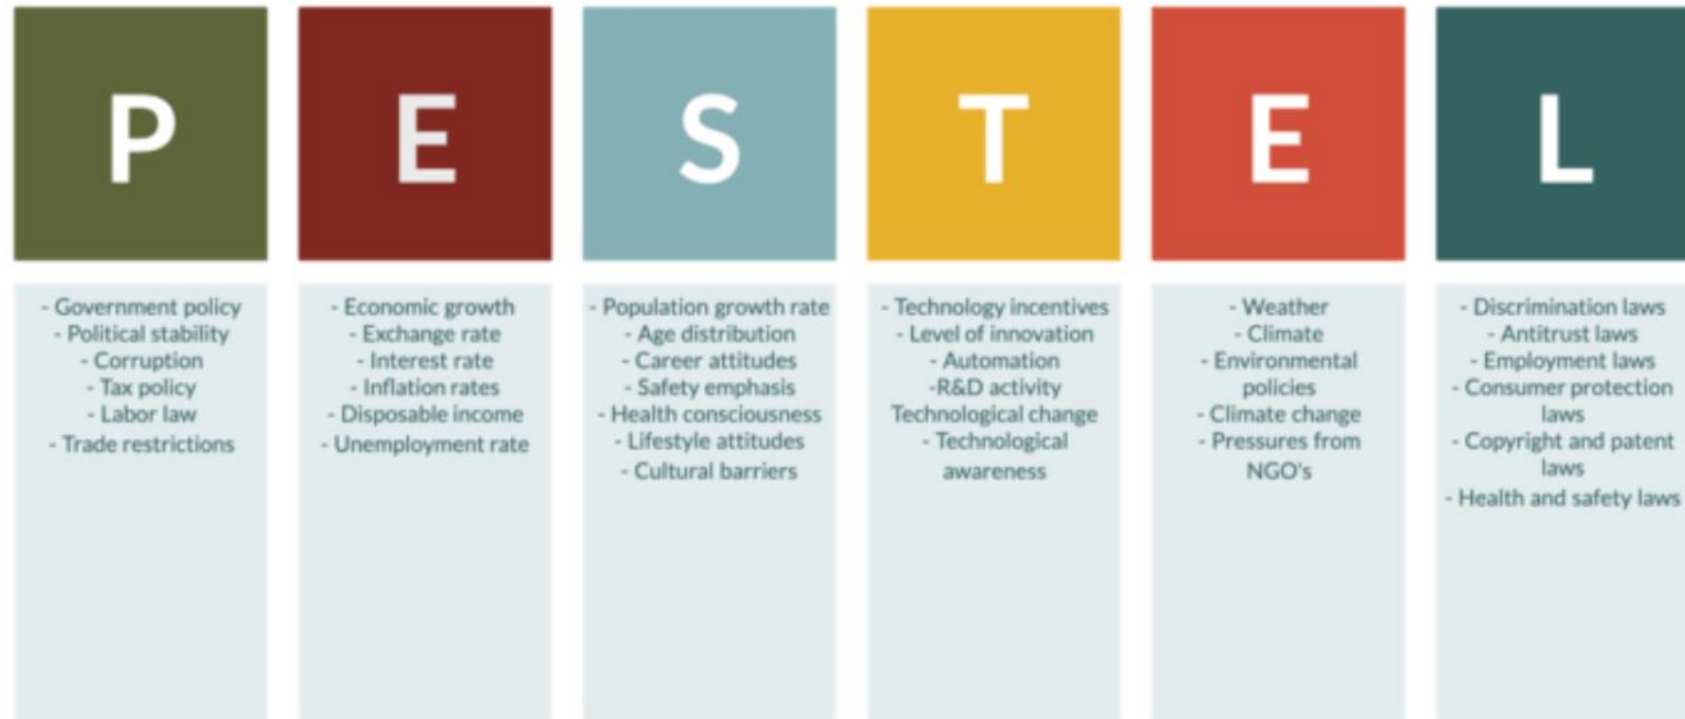 P
E
S
T
E
L
- Government policy
- Political stability
- Corruption
- Tax policy
- Labor law
- Trade restrictions
- Economic growth
- Exchange rate
- Interest rate
- Inflation rates
- Disposable income
- Unemployment rate
- Population growth rate
- Age distribution
- Career attitudes
- Safety emphasis
- Health consciousness
- Lifestyle attitudes
- Cultural barriers
- Technology incentives
- Level of innovation
- Automation
-R&D activity
Technological change
- Technological
awareness
- Weather
- Climate
- Environmental
policies
- Climate change
- Pressures from
NGO's
- Discrimination laws
- Antitrust laws
- Employment laws
- Consumer protection
laws
- Copyright and patent
laws
- Health and safety laws